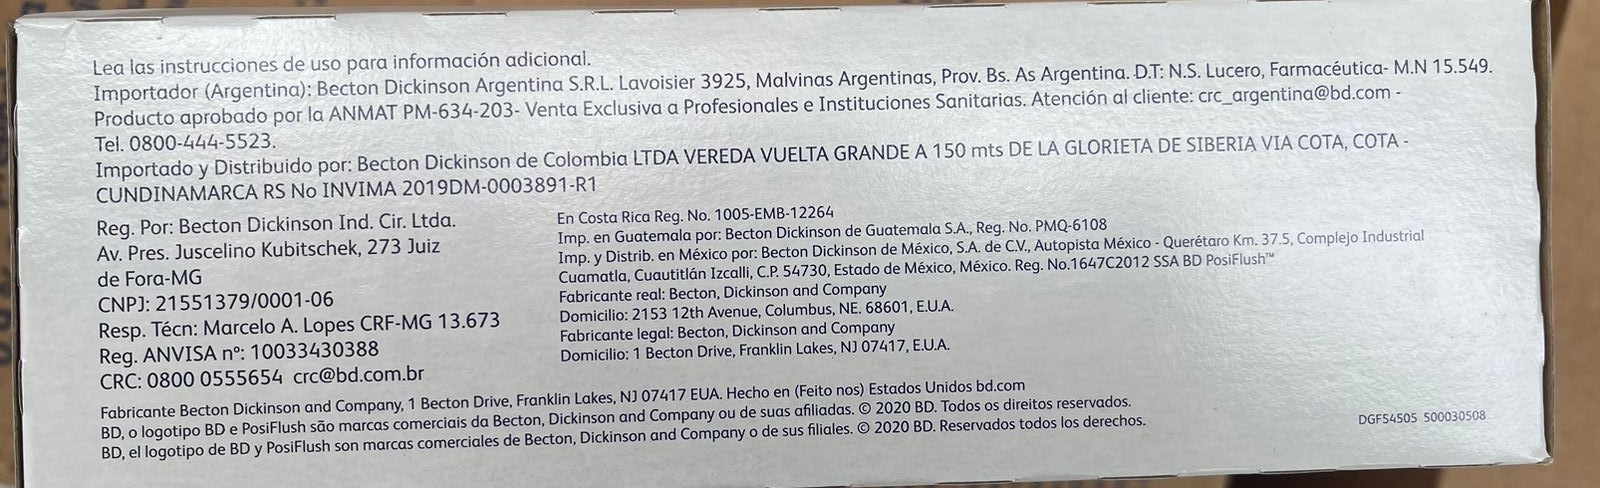 Lea las instrucciones de uso para información adicional.
Importador (Argentina): Becton Dickinson Argentina S.R.L. Lavoisier 3925, Malvinas Argentinas, Prov. Bs. As Argentina. D.T: N.S. Lucero, Farmacéutica- M.N 15.549.
Producto aprobado por la ANMAT PM-634-203- Venta Exclusiva a Profesionales e Instituciones Sanitarias. Atención al cliente: crc_argentina@bd.com -
Tel. 0800-444-5523.
Importado y Distribuido por: Becton Dickinson de Colombia LTDA VEREDA VUELTA GRANDE A 150 mts DE LA GLORIETA DE SIBERIA VIA COTA, COTA -
CUNDINAMARCA RS No INVIMA 2019DM-0003891-R1
Reg. Por: Becton Dickinson Ind. Cir. Ltda.
Av. Pres. Juscelino Kubitschek, 273 Juiz
de Fora-MG
CNPJ: 21551379/0001-06
Resp. Técn: Marcelo A. Lopes CRF-MG 13.673
Reg. ANVISA nº: 10033430388
CRC: 0800 0555654 crc@bd.com.br
En Costa Rica Reg. No. 1005-EMB-12264
Imp. en Guatemala por: Becton Dickinson de Guatemala S.A., Reg. No. PMQ-6108
Imp. y Distrib. en México por: Becton Dickinson de México, S.A. de C.V., Autopista México - Querétaro Km. 37.5, Complejo Industrial
Cuamatla, Cuautitlán Izcalli, C.P. 54730, Estado de México, México. Reg. No.1647C2012 SSA BD PosiFlush™
Fabricante real: Becton, Dickinson and Company
Domicilio: 2153 12th Avenue, Columbus, NE. 68601, E.U.A.
Fabricante legal: Becton, Dickinson and Company
Domicilio: 1 Becton Drive, Franklin Lakes, NJ 07417, E.U.A.
Fabricante Becton Dickinson and Company, 1 Becton Drive, Franklin Lakes, NJ 07417 EUA. Hecho en (Feito nos) Estados Unidos bd.com
BD, o logotipo BD e PosiFlush são marcas comerciais da Becton, Dickinson and Company ou de suas afiliadas. © 2020 BD. Todos os direitos reservados.
BD, el logotipo de BD y PosiFlush son marcas comerciales de Becton, Dickinson and Company o de sus filiales. © 2020 BD. Reservados todos los derechos.
DGF54505 500030508